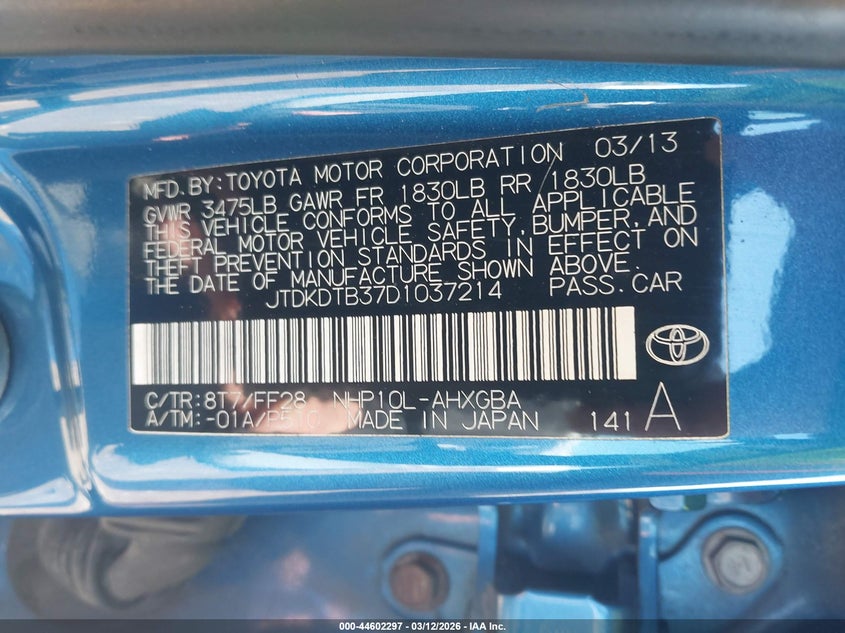 MFD. BY: TOYOTA MOTOR CORPORATION 03/13
GVWR 3475LB GAWR FR 1830LB RR 1830LB
THIS VEHICLE CONFORMS TO ALL APPLICABLE
FEDERAL MOTOR VEHICLE SAFETY, BUMPER, AND
THEFT PREVENTION STANDARDS IN EFFECT ON
THE DATE OF MANUFACTURE SHOWN ABOVE.
JTDKDTB37D1037214 PASS. CAR
C/TR: 8T7/FF28 NHP10L-AHXGBA
A/TM: -01A/P510 MADE IN JAPAN 141 A
000-44602297 - 03/12/2026 - IAA Inc.